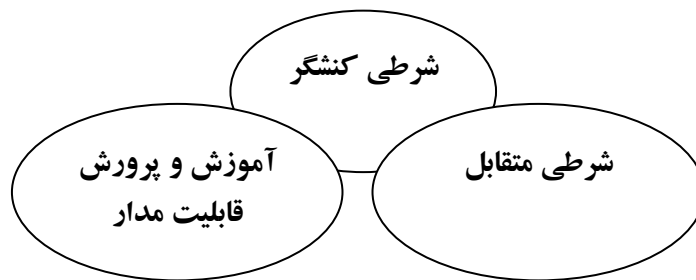 شرطی کنشگر
شرطی متقابل
آموزش و پرورش
قابلیت مدار